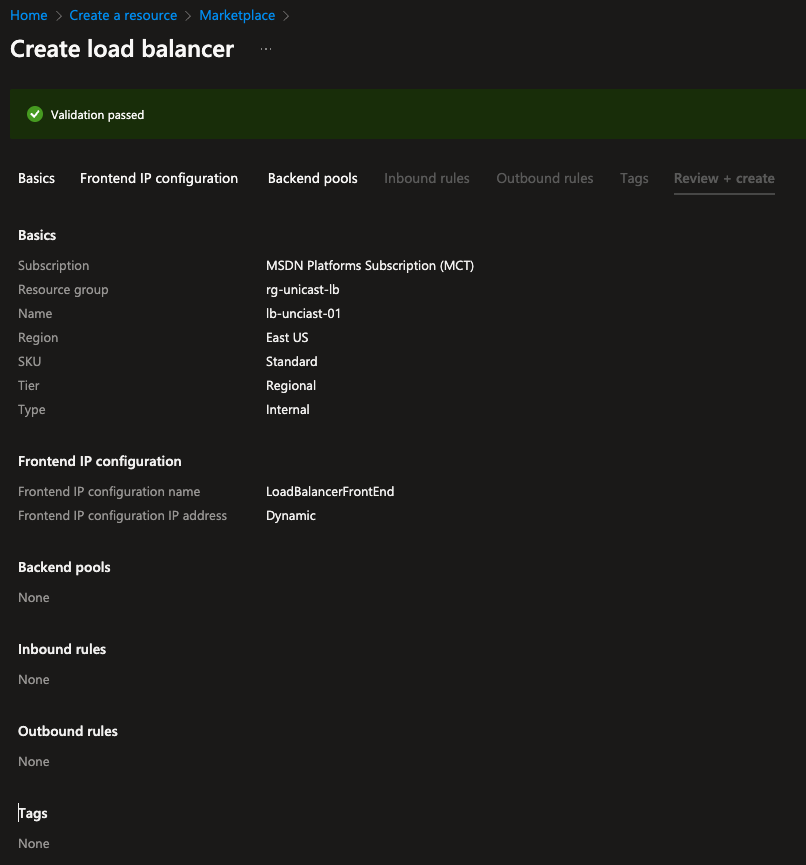 Home > Create a resource > Marketplace >
Create load balancer ...
Validation passed
Basics Frontend IP configuration Backend pools Inbound rules Outbound rules Tags Review + create
Basics
Subscription MSDN Platforms Subscription (MCT)
Resource group rg-unicast-lb
Name lb-unciast-01
Region East US
SKU Standard
Tier Regional
Type Internal
Frontend IP configuration
Frontend IP configuration name LoadBalancerFrontEnd
Frontend IP configuration IP address Dynamic
Backend pools
None
Inbound rules
None
Outbound rules
None
Tags
None